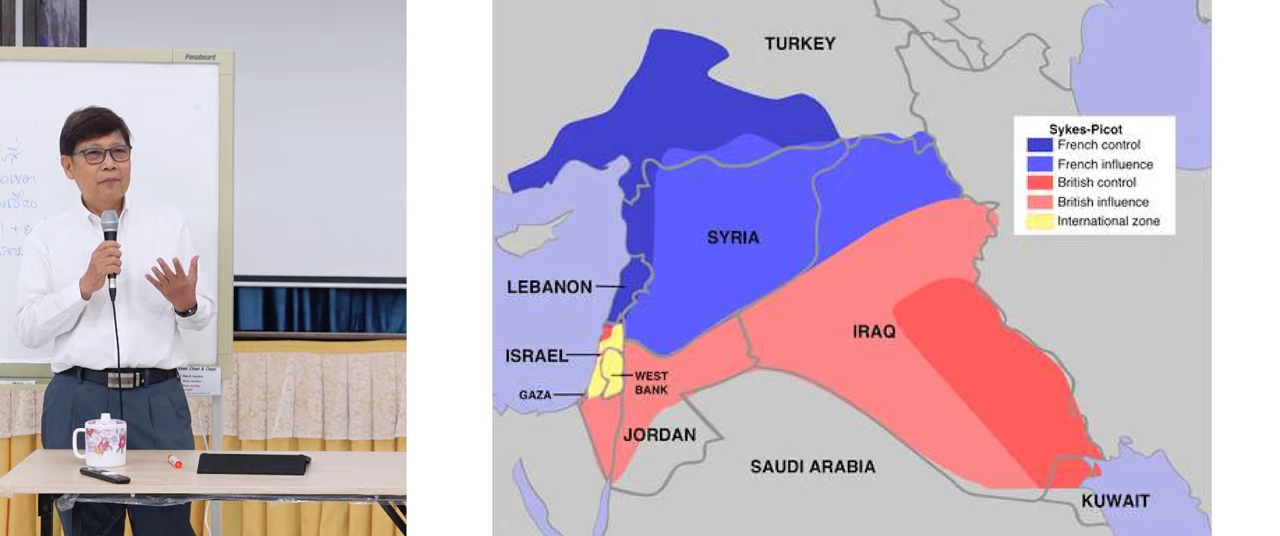 Panaboard
TURKEY
Sykes-Picot
French control
French influence
British control
British influence
International zone
SYRIA
LEBANON
IRAQ
ISRAEL
WEST
BANK
GAZA
JORDAN
SAUDI ARABIA
KUWAIT